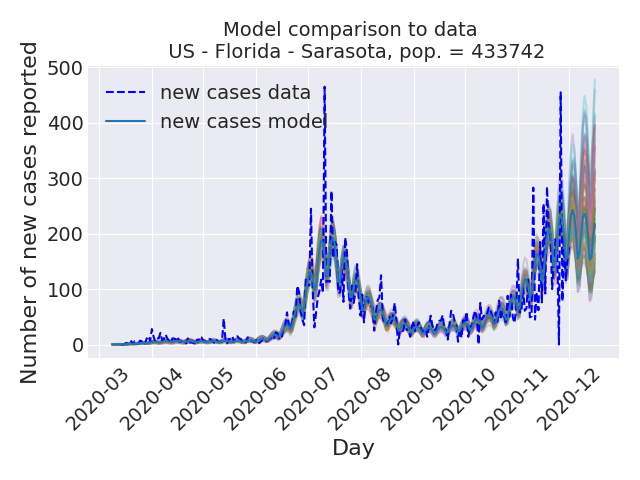 Model comparison to data
US - Florida - Sarasota, pop. = 433742
Number of new cases reported
500
400
300
200
100
0
new cases data
new cases model
2020-03
2020-04
2020-05
2020-06
2020-07
2020-08
2020-09
2020-10
2020-11
2020-12
Day